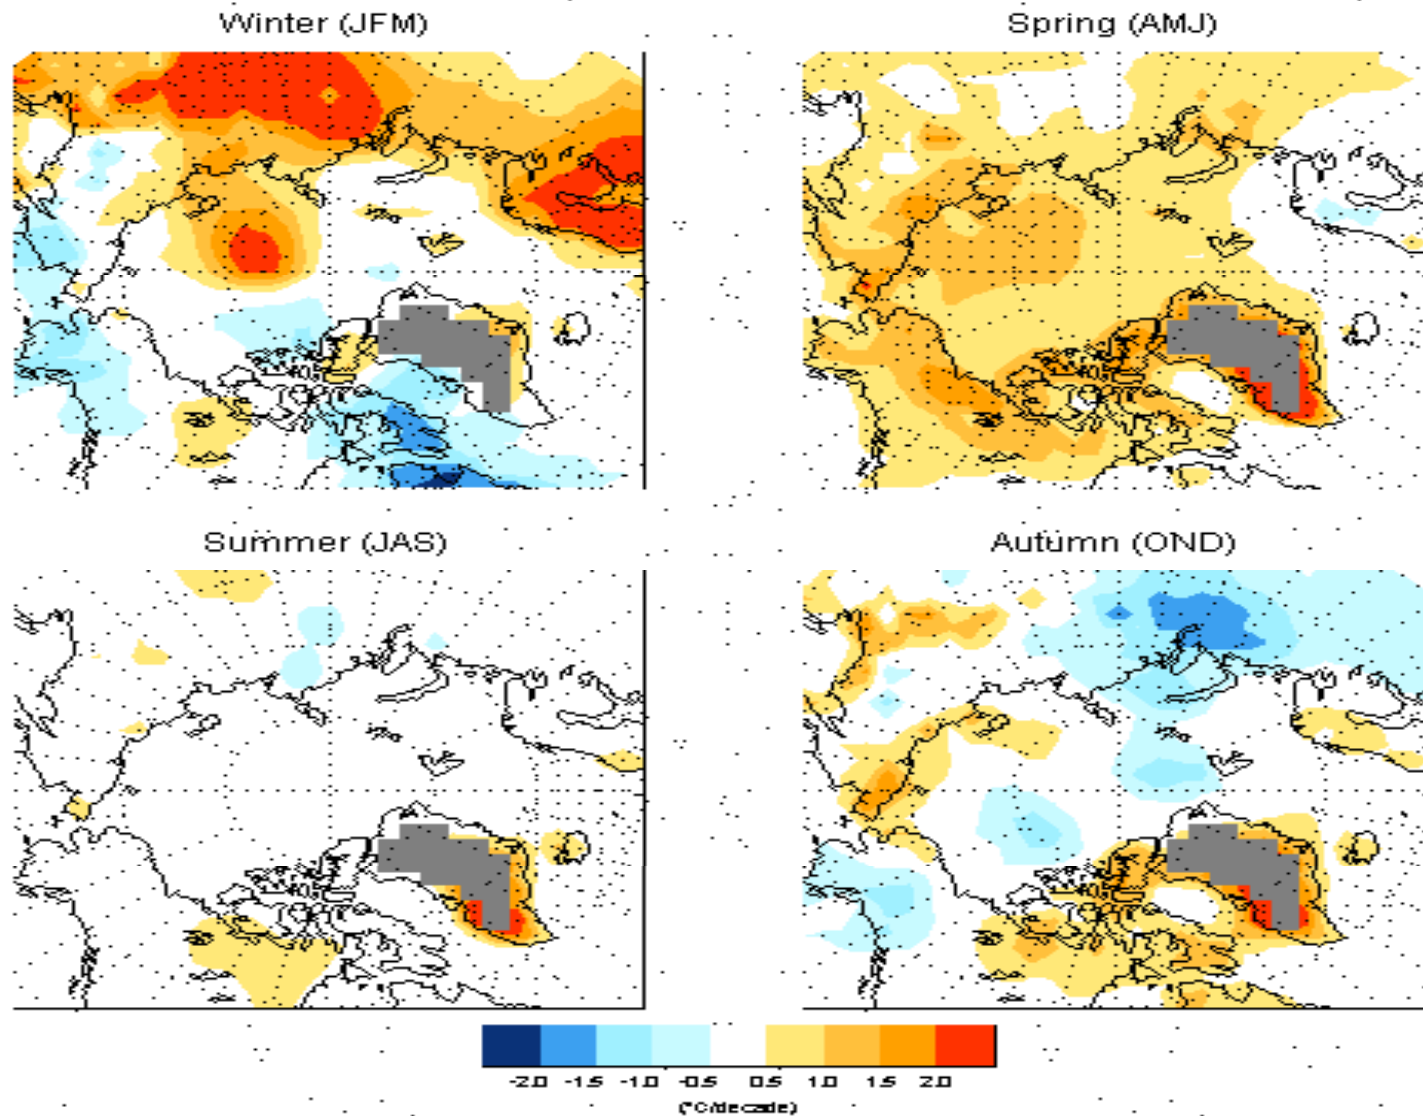 Winter (JFM)
Spring (AMJ)
Summer (JAS)
Autumn (OND)
-2.0 -1.5 -1.0 -0.5 0.5 1.0 1.5 2.0
(°C/decade)